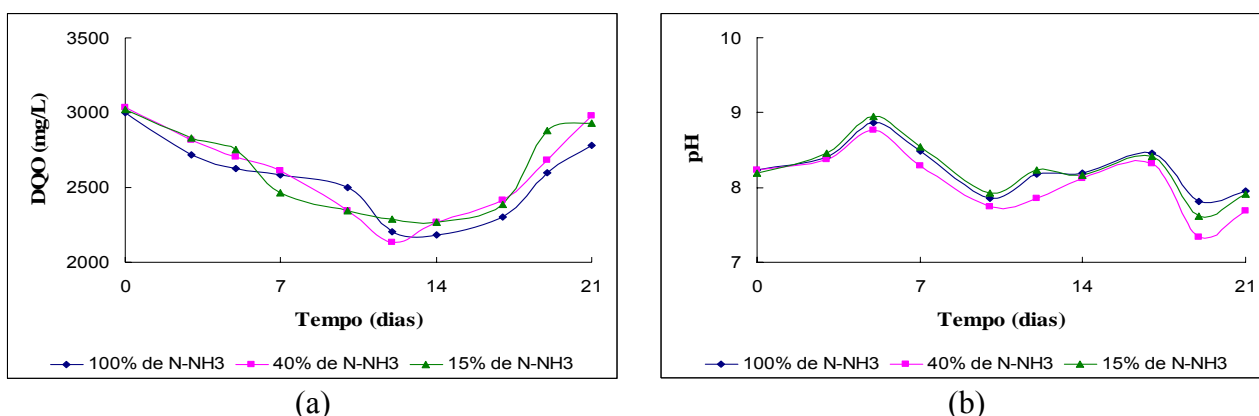 3500
3000
2500
2000
DQO (mg/L)
0 7 14 21
Tempo (dias)
100% de N-NH3 40% de N-NH3 15% de N-NH3
(a)
10
9
8
7
pH
0 7 14 21
Tempo (dias)
100% de N-NH3 40% de N-NH3 15% de N-NH3
(b)